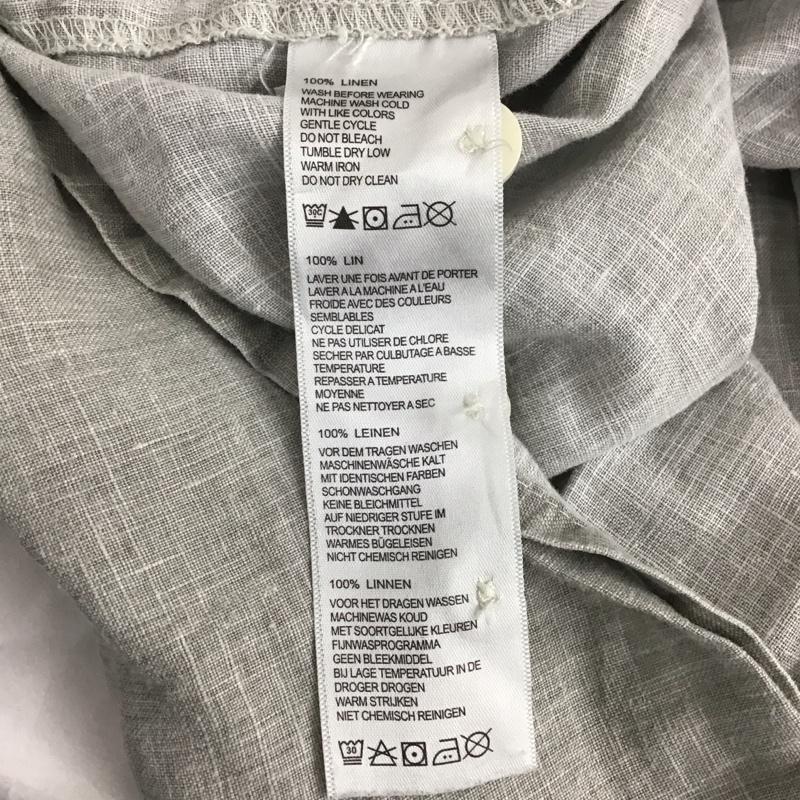 100% LINEN
WASH BEFORE WEARING
MACHINE WASH COLD
WITH LIKE COLORS
GENTLE CYCLE
DO NOT BLEACH
TUMBLE DRY LOW
WARM IRON
DO NOT DRY CLEAN
30C
100% LIN
LAVER UNE FOIS AVANT DE PORTER
LAVER A LA MACHINE A L'EAU
FROIDE AVEC DES COULEURS
SEMBLABLES
CYCLE DELICAT
NE PAS UTILISER DE CHLORE
SECHER PAR CULBUTAGE A BASSE
TEMPERATURE
REPASSER A TEMPERATURE
MOYENNE
NE PAS NETTOYER A SEC
100% LEINEN
VOR DEM TRAGEN WASCHEN
MASCHINENWÄSCHE KALT
MIT IDENTISCHEN FARBEN
SCHONWASCHGANG
KEINE BLEICHMITTEL
AUF NIEDRIGER STUFE IM
TROCKNER TROCKNEN
WARMES BÜGELEISEN
NICHT CHEMISCH REINIGEN
100% LINNEN
VOOR HET DRAGEN WASSEN
MACHINEWAS KOUD
MET SOORTGELIJKE KLEUREN
FIJNWASPROGRAMMA
GEEN BLEEKMIDDEL
BIJ LAGE TEMPERATUUR IN DE
DROGER DROGEN
WARM STRIJKEN
NIET CHEMISCH REINIGEN
30